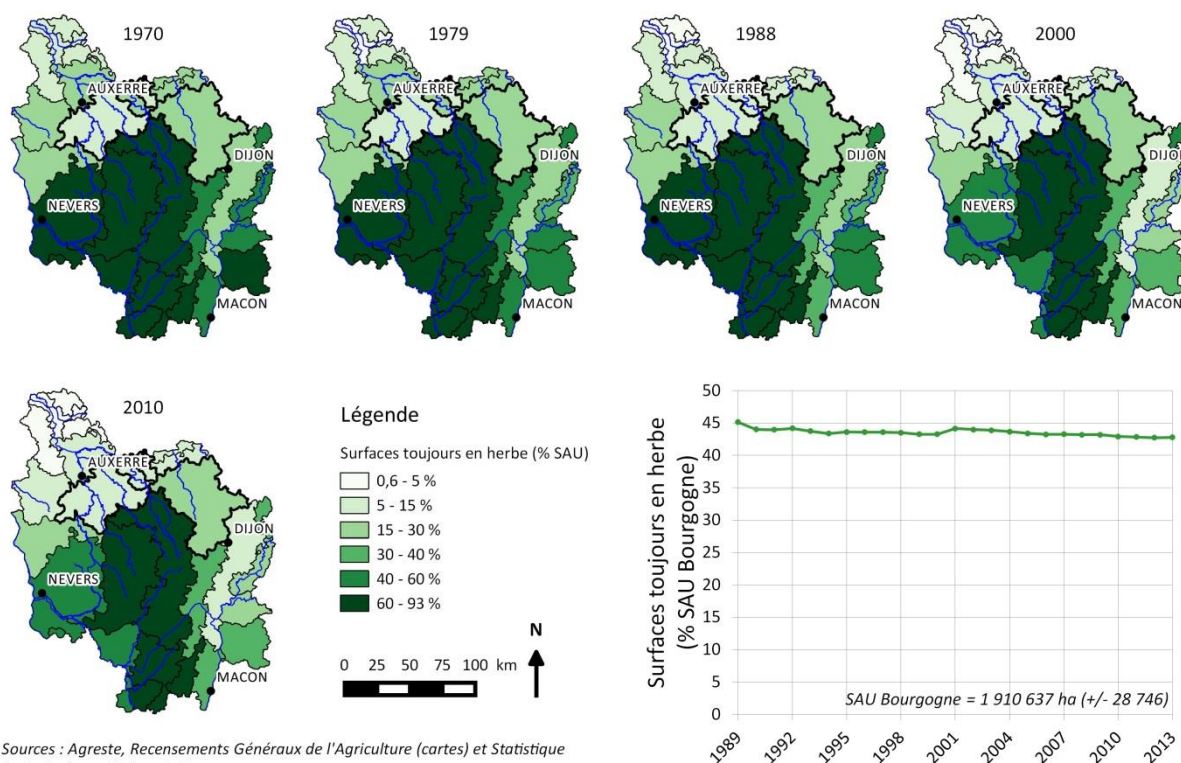 1970
AUXERRE
DIJON
NEVERS
MACON
1979
AUXERRE
DIJON
NEVERS
MACON
1988
AUXERRE
DIJON
NEVERS
MACON
2000
AUXERRE
DIJON
NEVERS
MACON
2010
AUXERRE
DIJON
NEVERS
MACON
Légende
Surfaces toujours en herbe (% SAU)
0,6 - 5 %
5 - 15 %
15 - 30 %
30 - 40 %
40 - 60 %
60 - 93 %
N
0 25 50 75 100 km
Surfaces toujours en herbe
(% SAU Bourgogne)
50
45
40
35
30
25
20
15
10
5
0
SAU Bourgogne = 1 910 637 ha (+/- 28 746)
1989 1992 1995 1998 2001 2004 2007 2010 2013
Sources : Agreste, Recensements Généraux de l'Agriculture (cartes) et Statistique